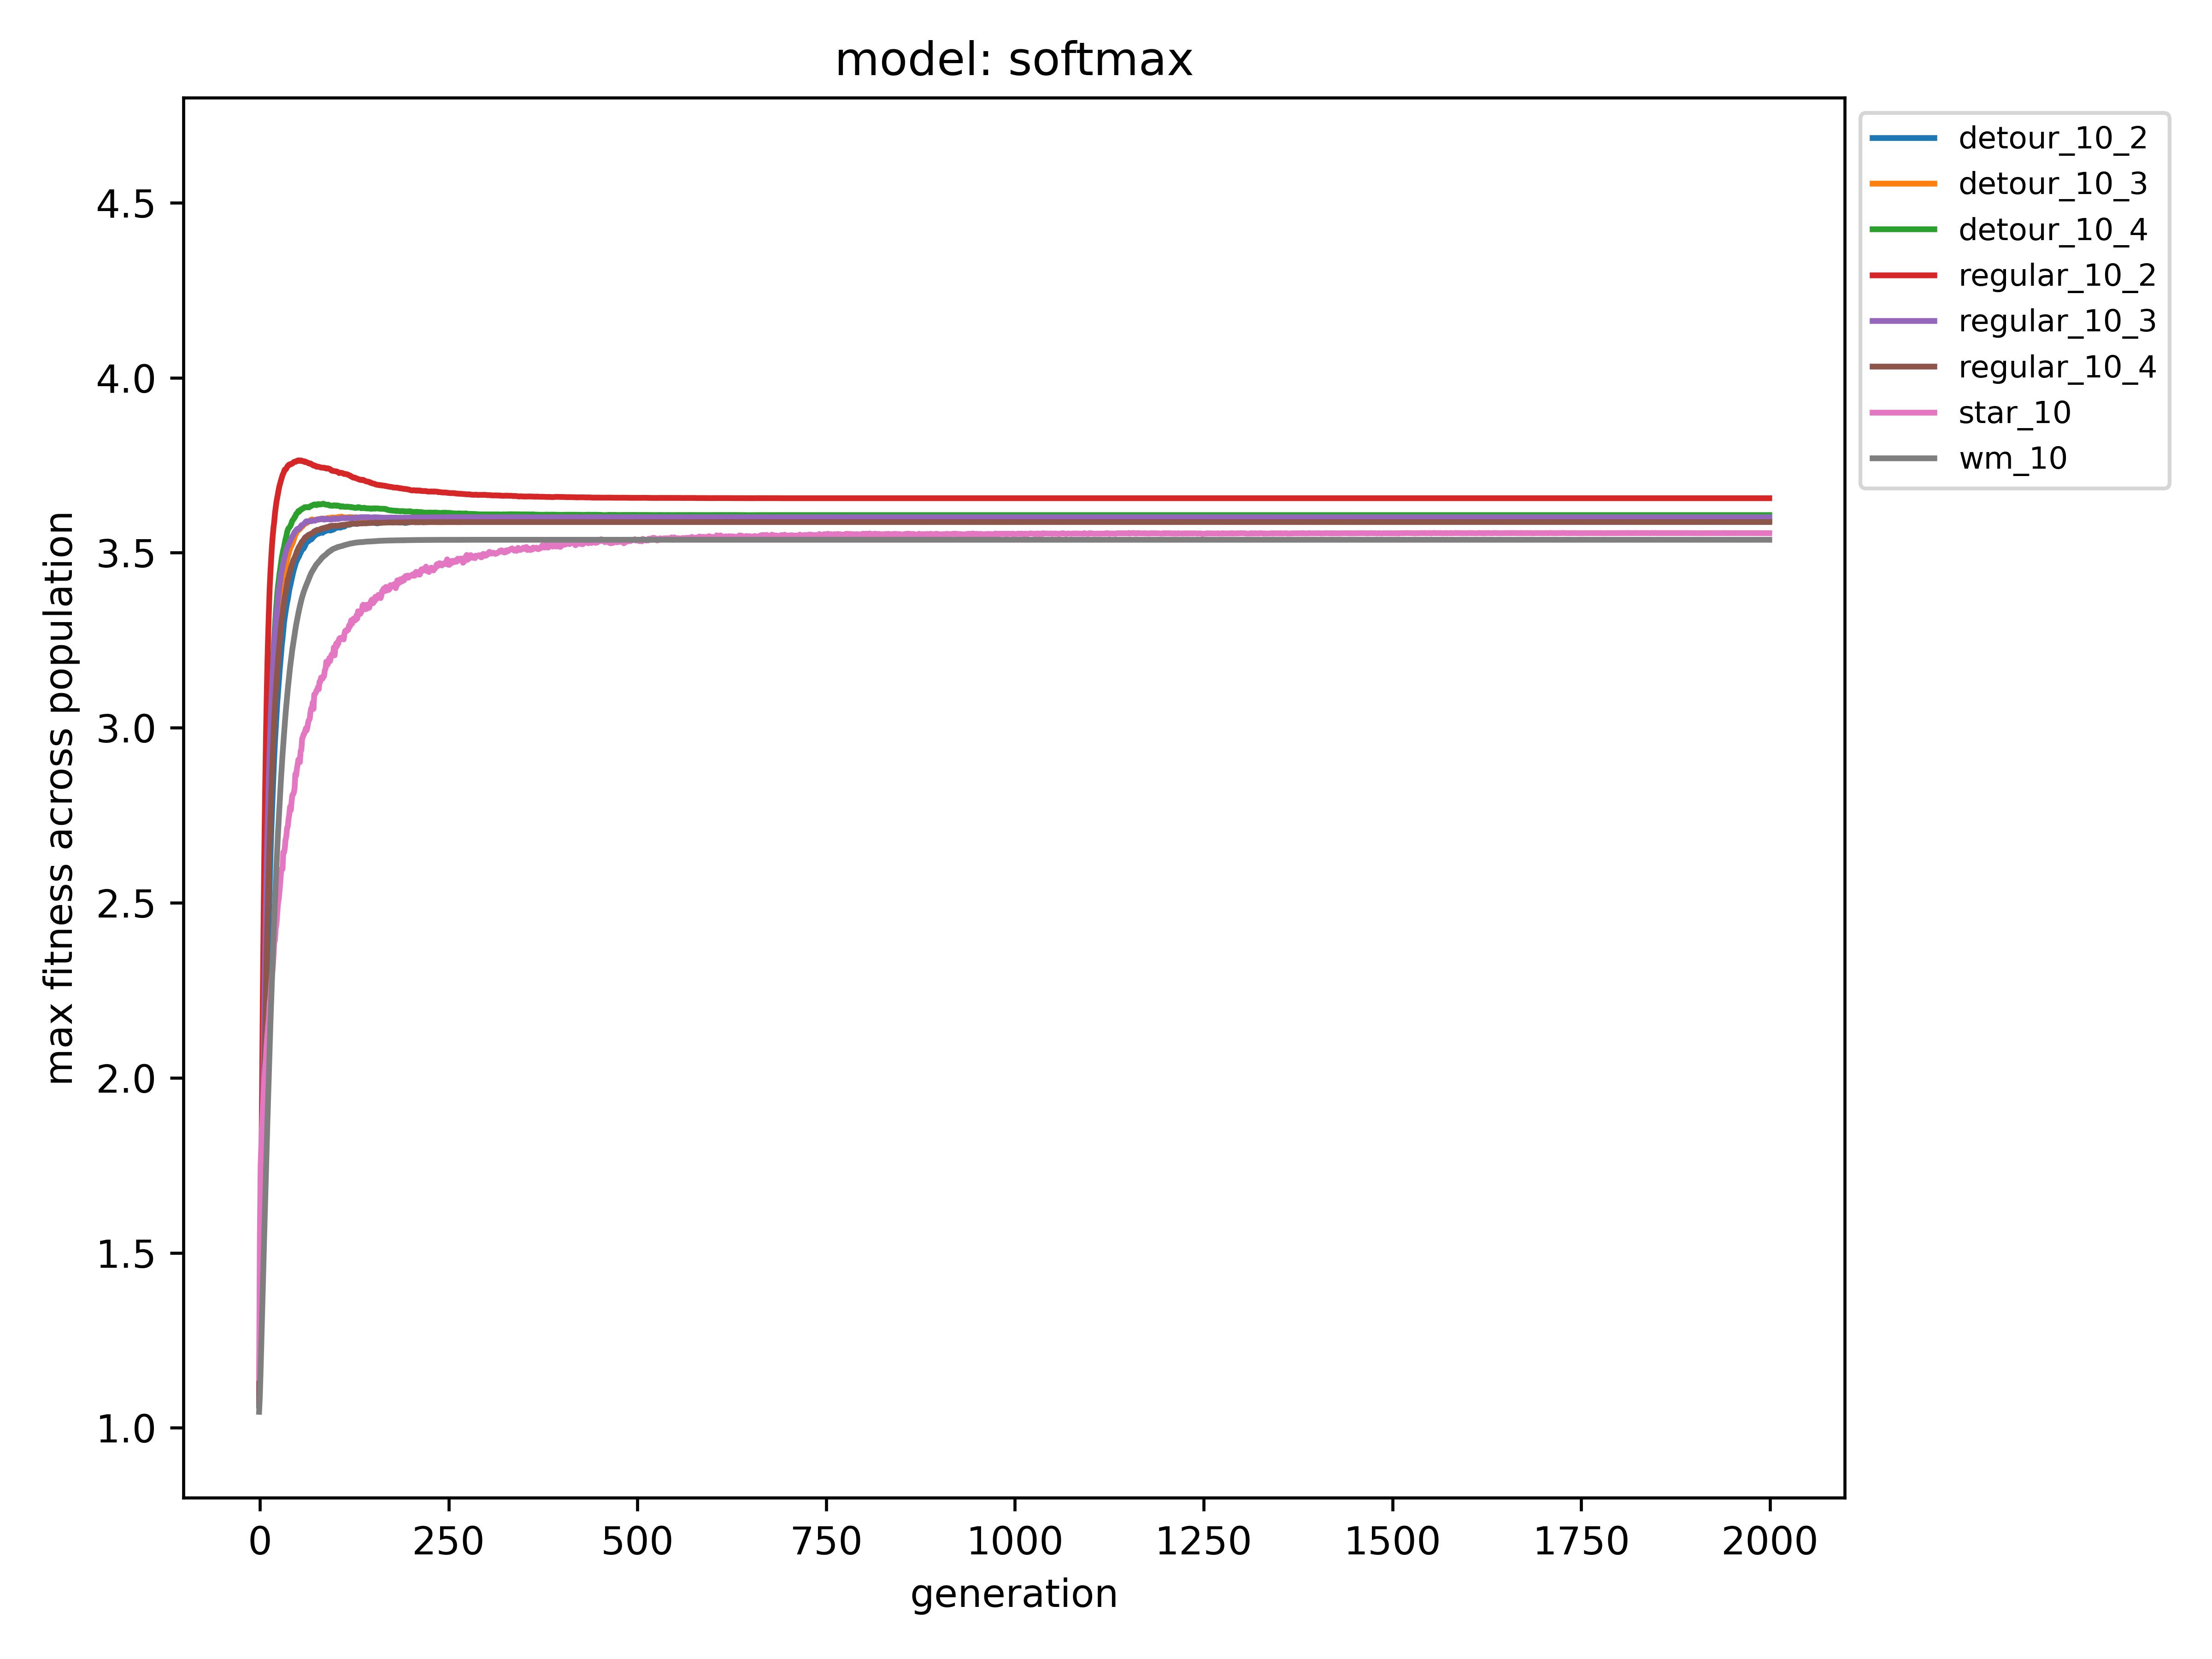 model: softmax
max fitness across population
4.5
4.0
3.5
3.0
2.5
2.0
1.5
1.0
0
250
500
750
1000
1250
1500
1750
2000
generation
detour_10_2
detour_10_3
detour_10_4
regular_10_2
regular_10_3
regular_10_4
star_10
wm_10